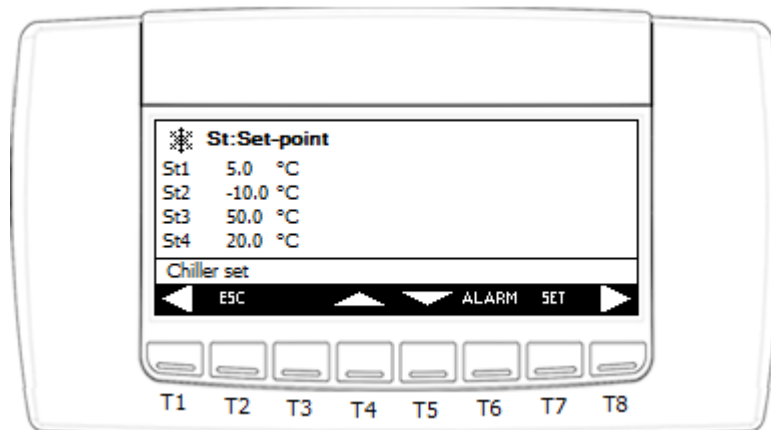 St:Set-point
St1 5.0 °C
St2 -10.0 °C
St3 50.0 °C
St4 20.0 °C
Chiller set
ESC ALARM SET
T1 T2 T3 T4 T5 T6 T7 T8